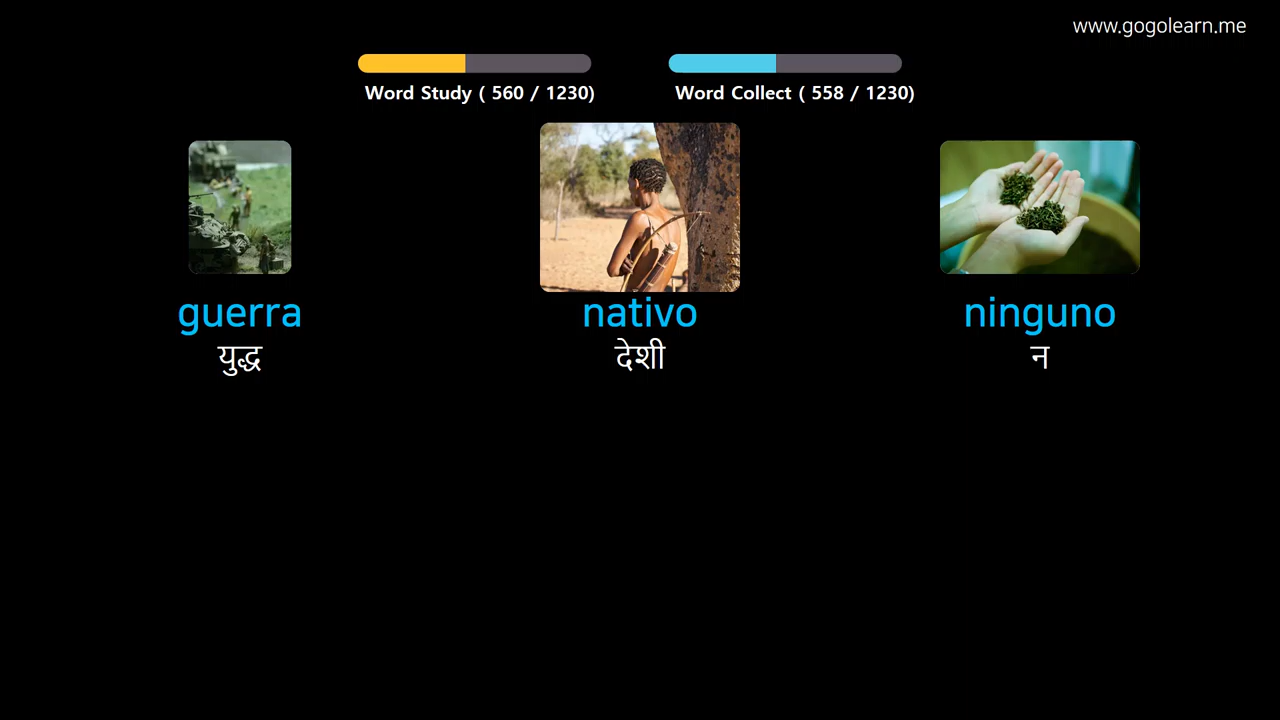 www.gogolearn.me
Word Study ( 560 / 1230)
Word Collect ( 558 / 1230)
guerra
युद्ध
nativo
देशी
ninguno
न